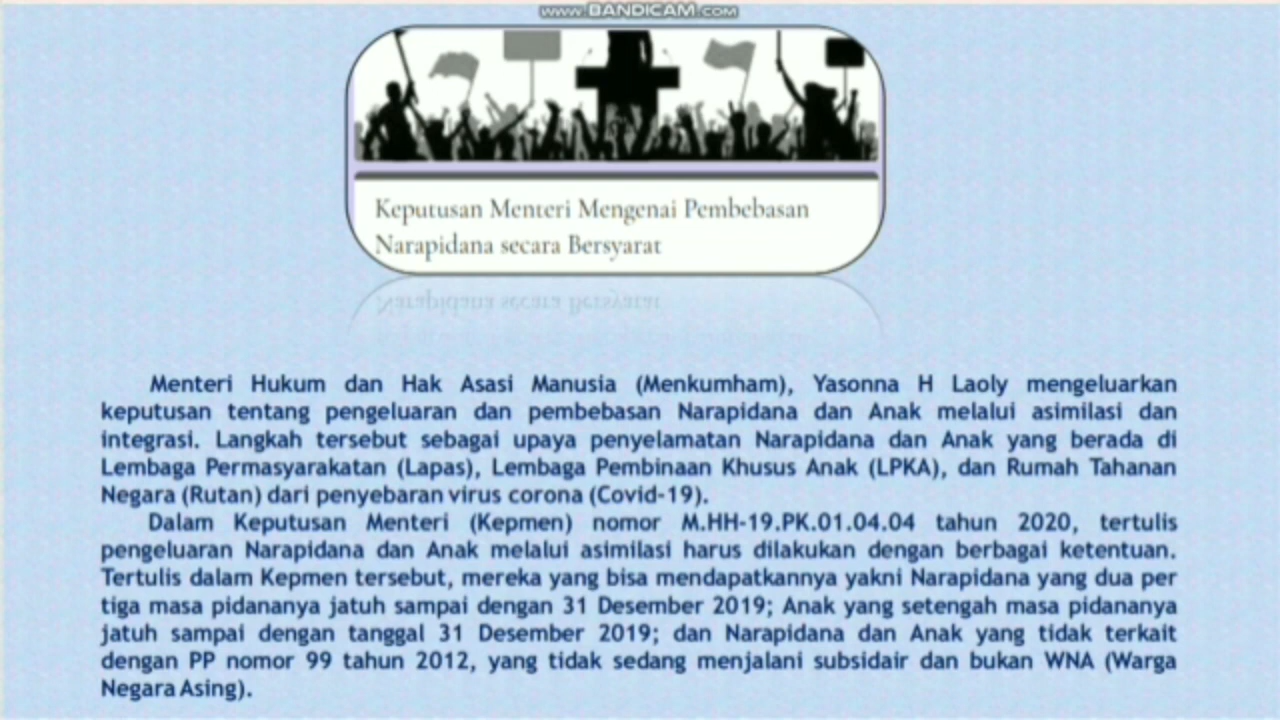 www.BANDICAM.com
Keputusan Menteri Mengenai Pembebasan
Narapidana secara Bersyarat
Menteri Hukum dan Hak Asasi Manusia (Menkumham), Yasonna H Laoly mengeluarkan
keputusan tentang pengeluaran dan pembebasan Narapidana dan Anak melalui asimilasi dan
integrasi. Langkah tersebut sebagai upaya penyelamatan Narapidana dan Anak yang berada di
Lembaga Permasyarakatan (Lapas), Lembaga Pembinaan Khusus Anak (LPKA), dan Rumah Tahanan
Negara (Rutan) dari penyebaran virus corona (Covid-19).
Dalam Keputusan Menteri (Kepmen) nomor M.HH-19.PK.01.04.04 tahun 2020, tertulis
pengeluaran Narapidana dan Anak melalui asimilasi harus dilakukan dengan berbagai ketentuan.
Tertulis dalam Kepmen tersebut, mereka yang bisa mendapatkannya yakni Narapidana yang dua per
tiga masa pidananya jatuh sampai dengan 31 Desember 2019; Anak yang setengah masa pidananya
jatuh sampai dengan tanggal 31 Desember 2019; dan Narapidana dan Anak yang tidak terkait
dengan PP nomor 99 tahun 2012, yang tidak sedang menjalani subsidair dan bukan WNA (Warga
Negara Asing).